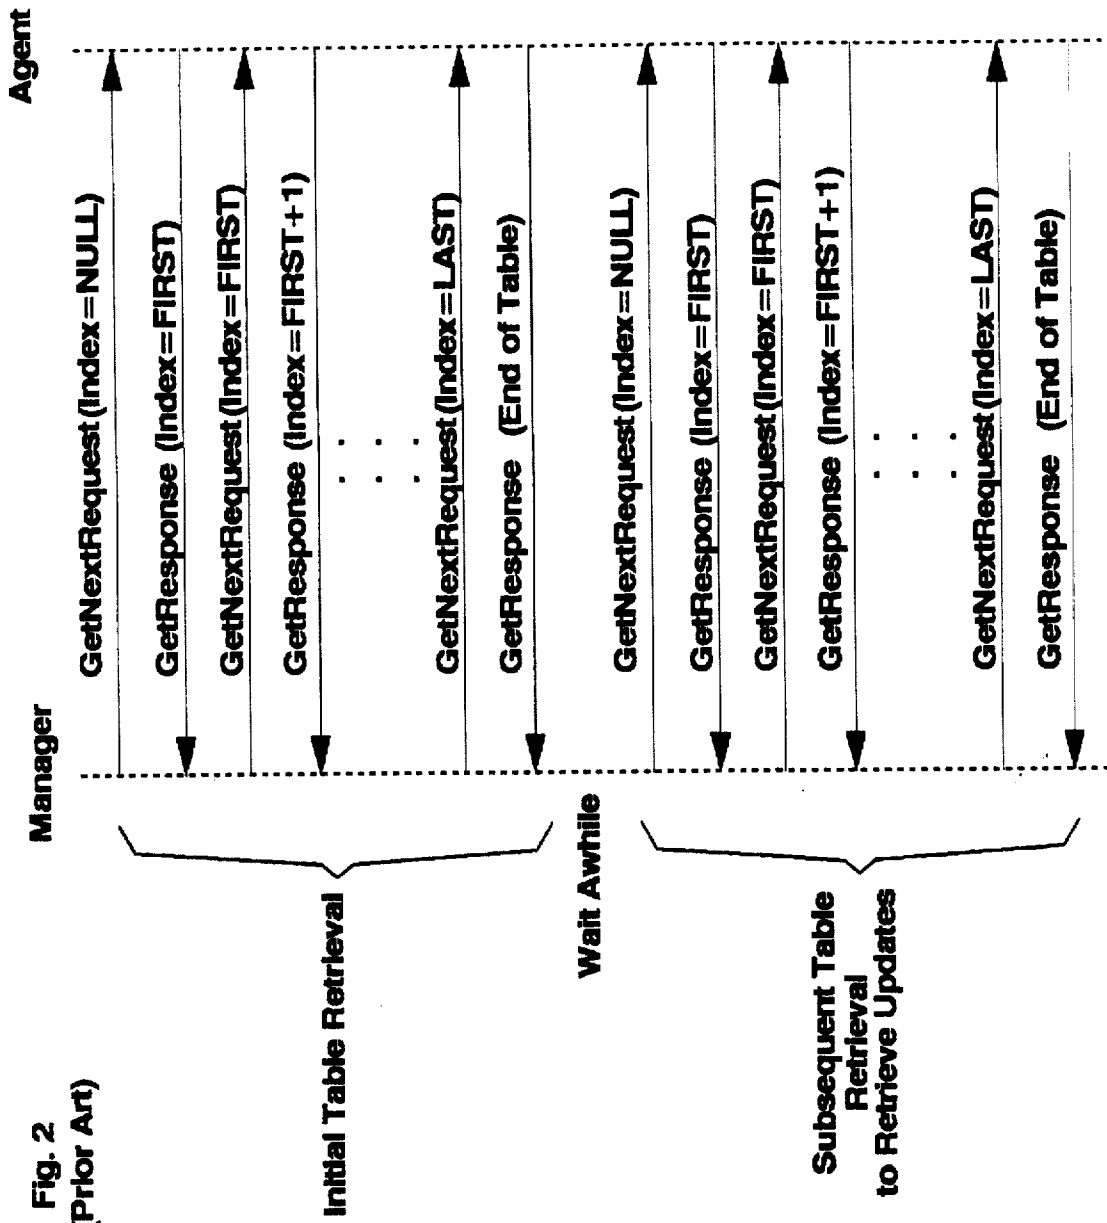 Fig. 2
(Prior Art)
Manager
Agent
GetNextRequest(Index=NULL)
GetResponse (Index=FIRST)
GetNextRequest(Index=FIRST)
GetResponse (Index=FIRST+1)
GetNextRequest(Index=LAST)
GetResponse (End of Table)
Initial Table Retrieval
Wait Awhile
GetNextRequest(Index=NULL)
GetResponse (Index=FIRST)
GetNextRequest(Index=FIRST)
GetResponse (Index=FIRST+1)
GetNextRequest(Index=LAST)
GetResponse (End of Table)
Subsequent Table
Retrieval
to Retrieve Updates